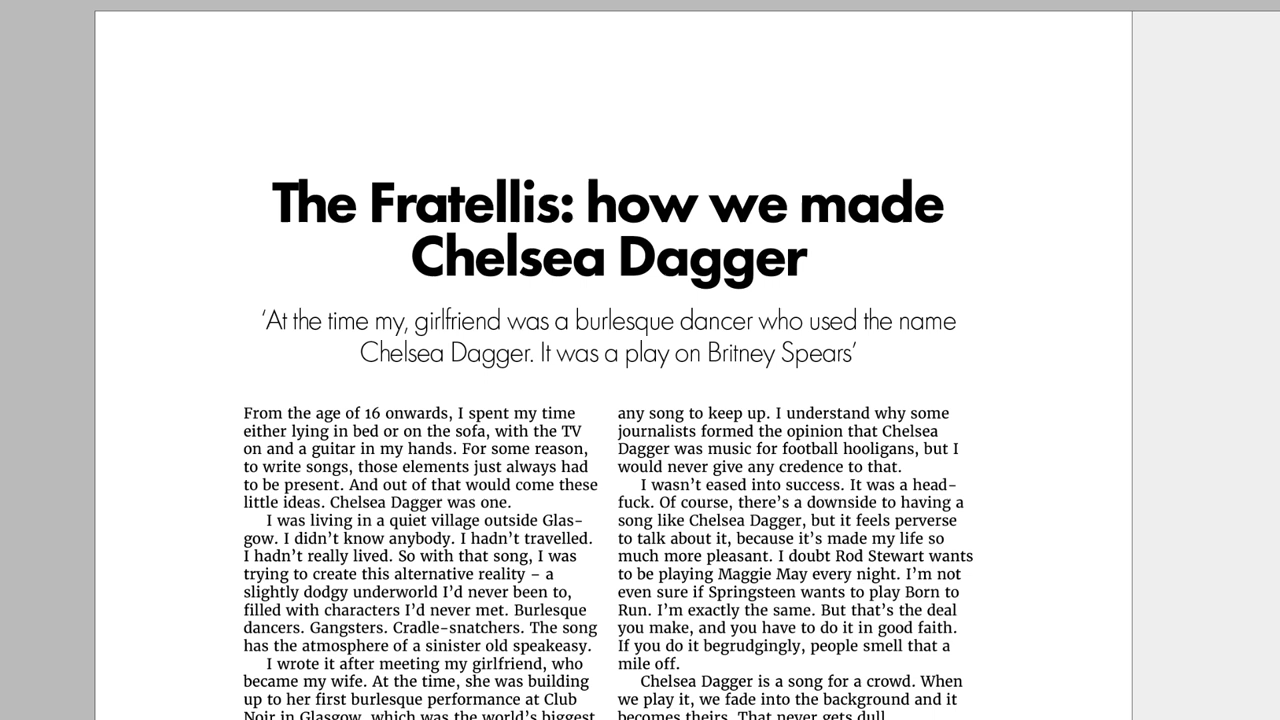 The Fratellis: how we made
Chelsea Dagger
‘At the time my, girlfriend was a burlesque dancer who used the name
Chelsea Dagger. It was a play on Britney Spears’
From the age of 16 onwards, I spent my time
either lying in bed or on the sofa, with the TV
on and a guitar in my hands. For some reason,
to write songs, those elements just always had
to be present. And out of that would come these
little ideas. Chelsea Dagger was one.
I was living in a quiet village outside Glas-
gow. I didn’t know anybody. I hadn’t travelled.
I hadn’t really lived. So with that song, I was
trying to create this alternative reality – a
slightly dodgy underworld I’d never been to,
filled with characters I’d never met. Burlesque
dancers. Gangsters. Cradle-snatchers. The song
has the atmosphere of a sinister old speakeasy.
I wrote it after meeting my girlfriend, who
became my wife. At the time, she was building
up to her first burlesque performance at Club
Noir in Glasgow, which was the world’s biggest
any song to keep up. I understand why some
journalists formed the opinion that Chelsea
Dagger was music for football hooligans, but I
would never give any credence to that.
I wasn’t eased into success. It was a head-
fuck. Of course, there’s a downside to having a
song like Chelsea Dagger, but it feels perverse
to talk about it, because it’s made my life so
much more pleasant. I doubt Rod Stewart wants
to be playing Maggie May every night. I’m not
even sure if Springsteen wants to play Born to
Run. I’m exactly the same. But that’s the deal
you make, and you have to do it in good faith.
If you do it begrudgingly, people smell that a
mile off.
Chelsea Dagger is a song for a crowd. When
we play it, we fade into the background and it
becomes theirs. That never gets dull.